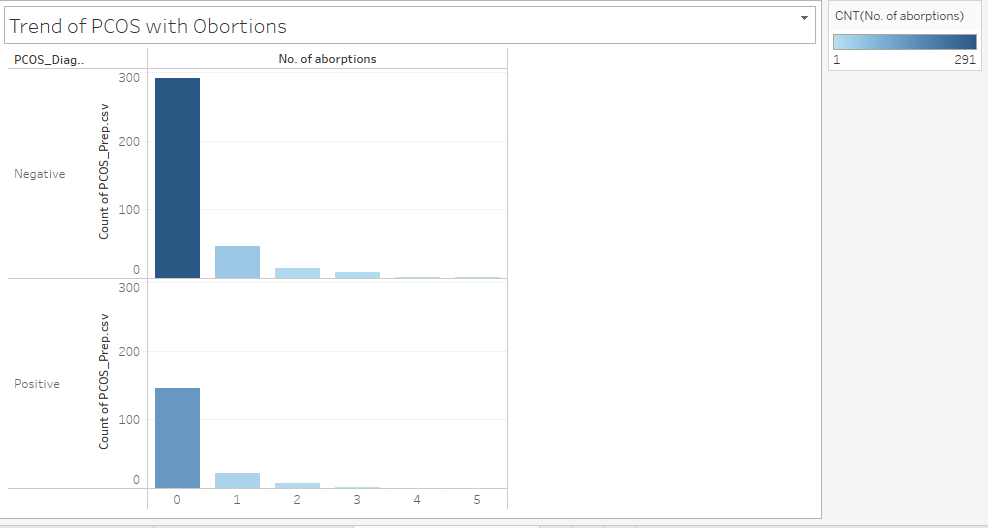 Trend of PCOS with Obortions
CNT(No. of aborptions)
1 291
PCOS_Diag..
No. of aborptions
Negative
Count of PCOS_Prep.csv
300
200
100
0
Positive
Count of PCOS_Prep.csv
300
200
100
0
0 1 2 3 4 5